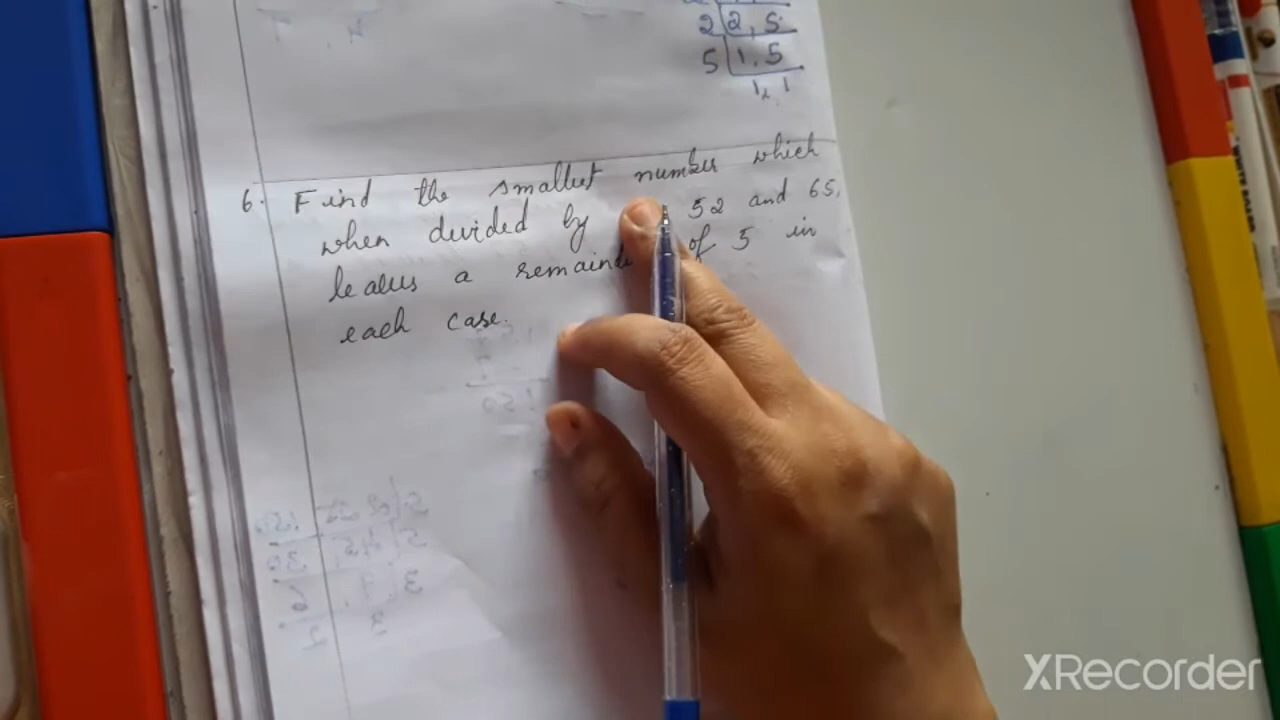 2 2, 5
5 1, 5
1, 1
6. Find the smallest number which
when divided by 52 and 65,
leaves a of 5 in
each case.
XRecorder